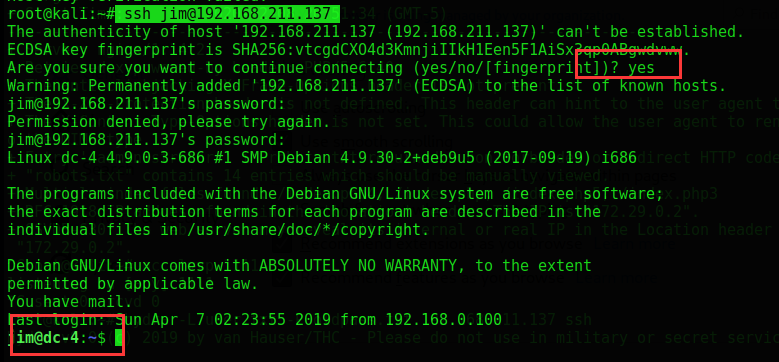 root@kali:~# ssh jim@192.168.211.137
The authenticity of host '192.168.211.137 (192.168.211.137)' can't be established.
ECDSA key fingerprint is
Are you sure you want to continue connecting (yes/no/[fingerprint])? yes
Warning: Permanently added '192.168.211.137' (ECDSA) to the list of known hosts.
jim@192.168.211.137's password:
Permission denied, please try again.
jim@192.168.211.137's password:
Linux dc-4 4.9.0-3-686 #1 SMP Debian 4.9.30-2+deb9u5 (2017-09-19) i686
The programs included with the Debian GNU/Linux system are free software;
the exact distribution terms for each program are described in the
individual files in /usr/share/doc/*/copyright.
Debian GNU/Linux comes with ABSOLUTELY NO WARRANTY, to the extent
permitted by applicable law.
You have mail.
Last login: Sun Apr  7 02:23:55 2019 from 192.168.0.100
jim@dc-4:~$